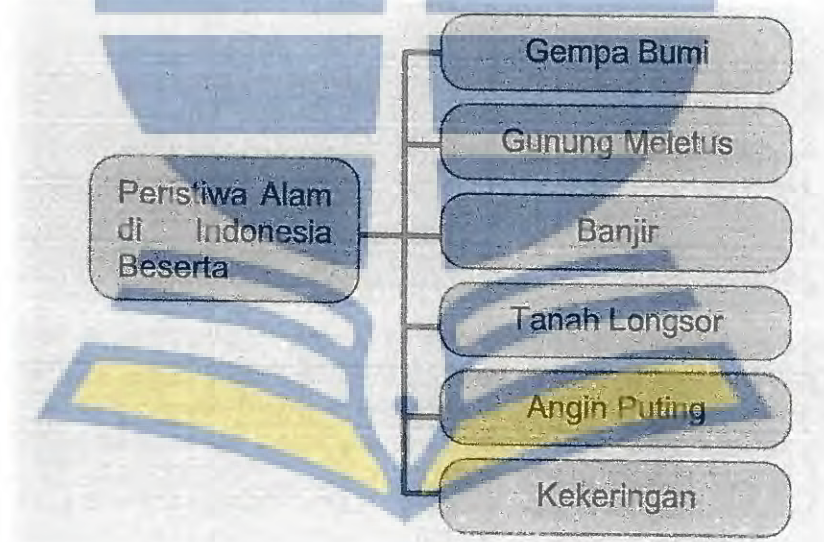 Peristiwa Alam
di Indonesia
Beserta
Gempa Bumi
Gunung Meletus
Banjir
Tanah Longsor
Angin Puting
Kekeringan